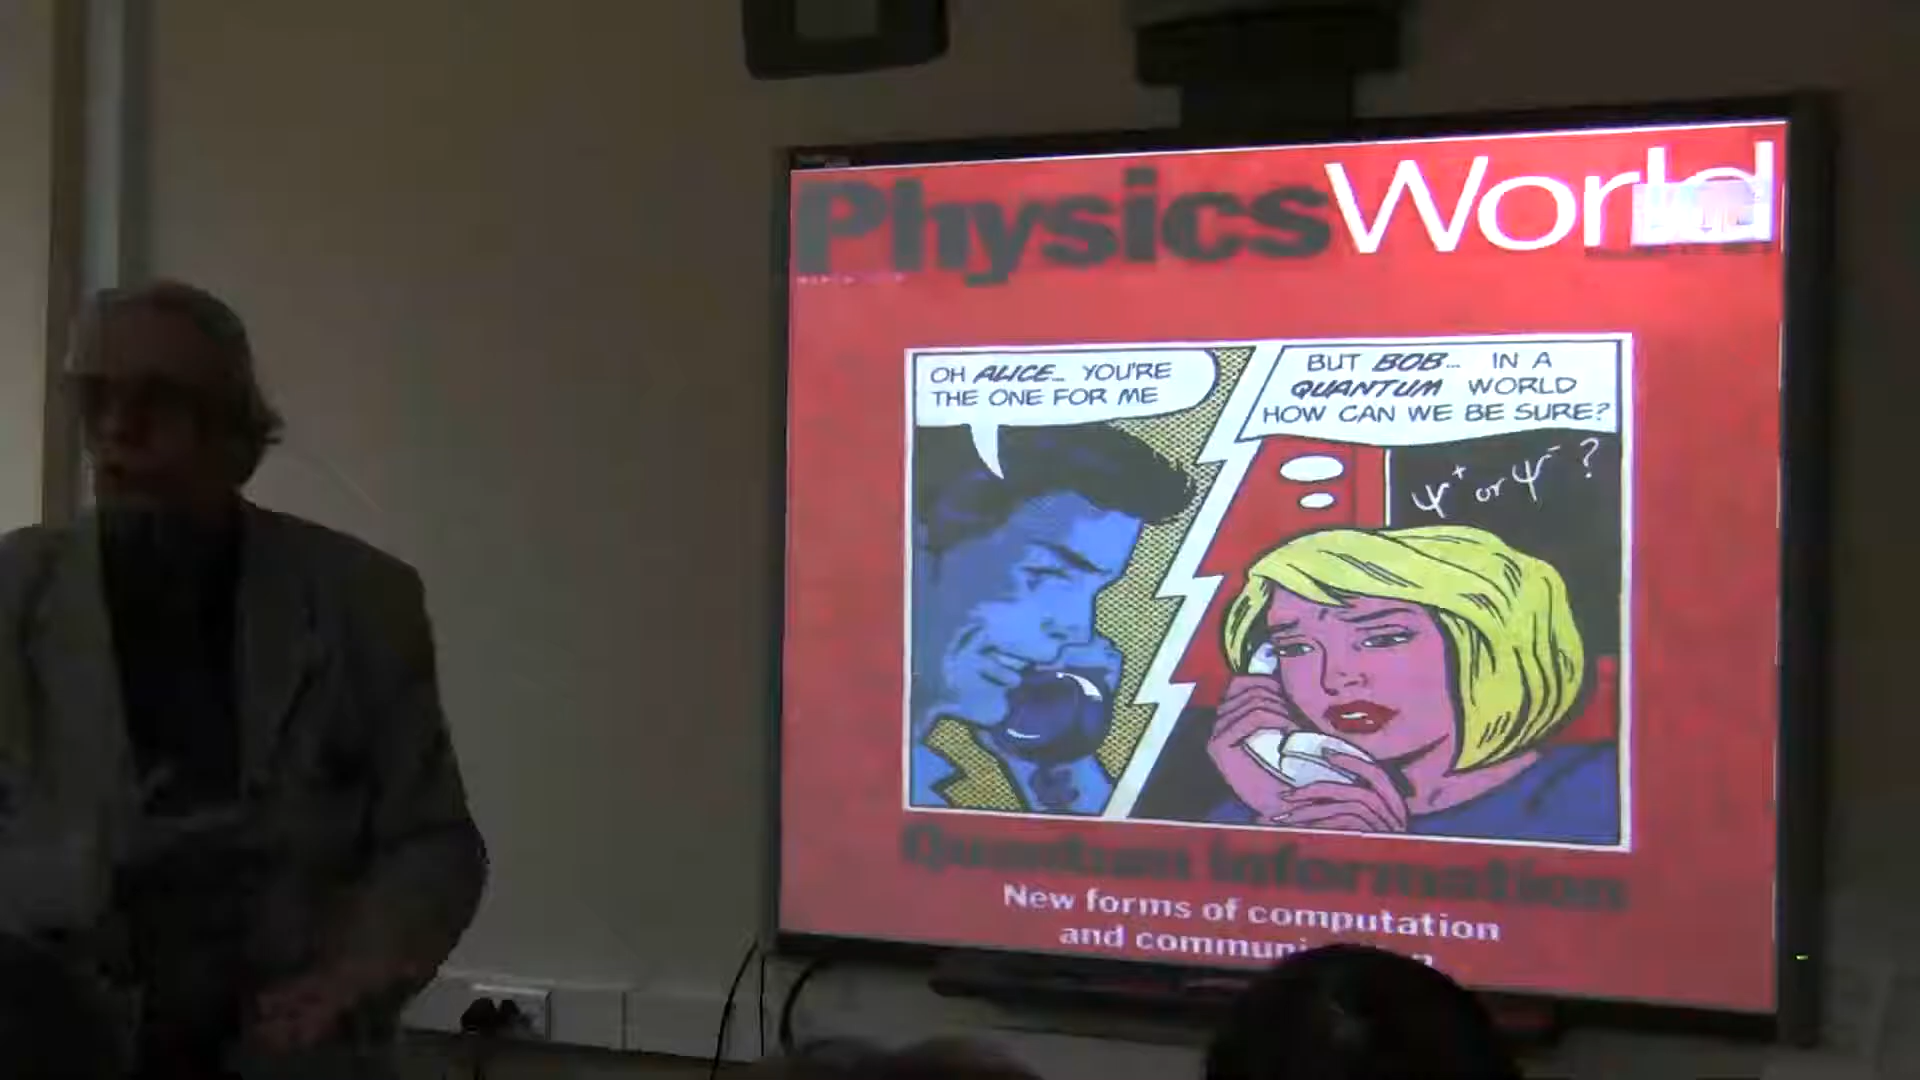 PhysicsWorld
OH ALICE... YOU'RE
THE ONE FOR ME
BUT BOB... IN A
QUANTUM WORLD
HOW CAN WE BE SURE?
Ψ⁺ or Ψ⁻ ?
Quantum Information
New forms of computation
and